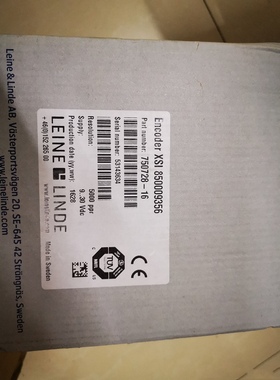 Encoder XSI 850009356
Part number: 750728-16
Serial number: 53143634
Resolution: 5000 ppr
Supply: 9...30 Vdc
Production date (yy,ww): 1628
LEINE LINDE
Made in Sweden
TÜV
Leine & Linde AB, Västerportsvägen 20, SE-645 42 Strängnäs, Sweden
+46(0)152 265 00
www.leinelinde.com